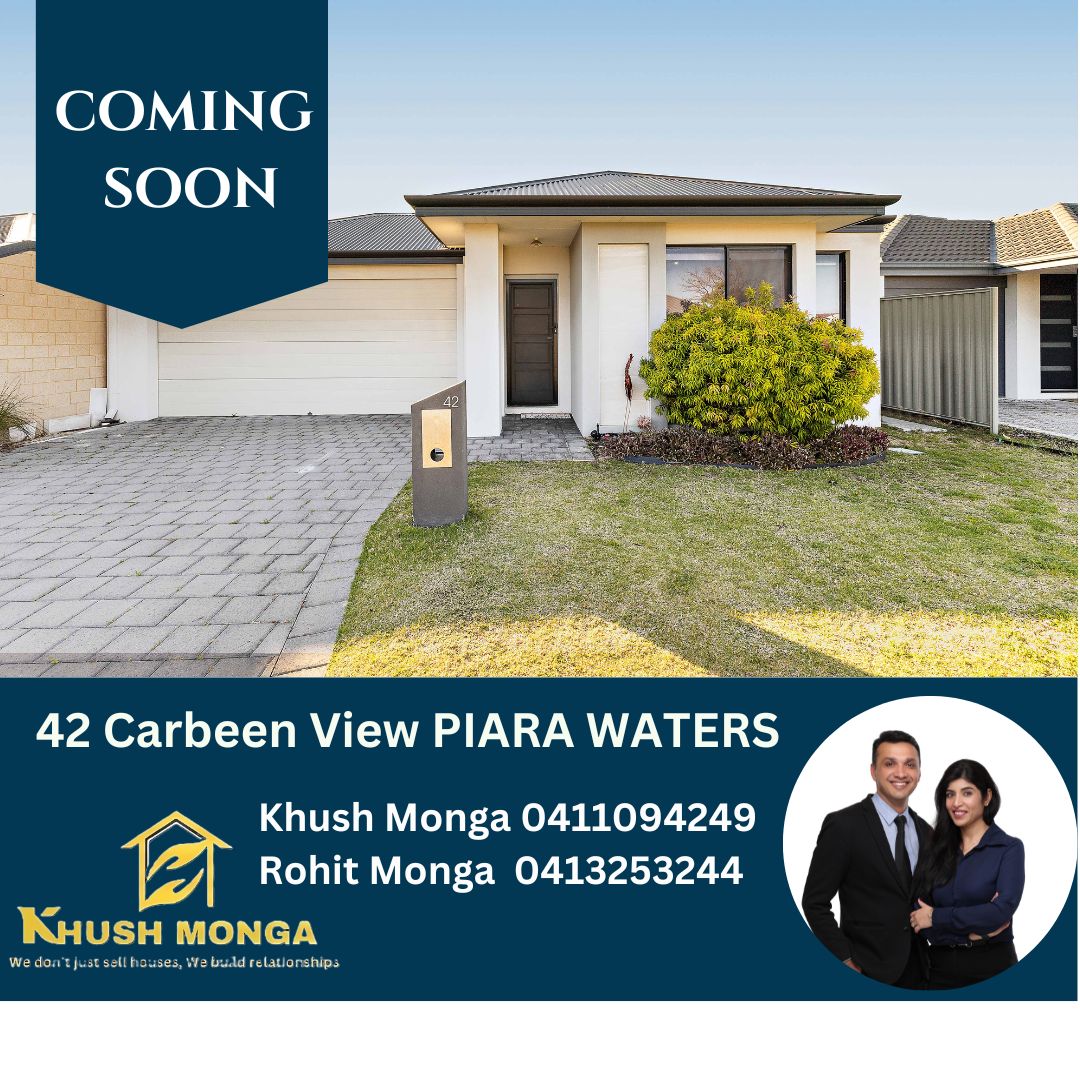 COMING
SOON
42
42 Carbeen View PIARA WATERS
Khush Monga 0411094249
Rohit Monga 0413253244
KHUSH MONGA
We don't just sell houses, We build relationships